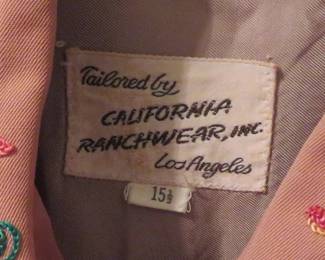 Tailored by
CALIFORNIA
RANCHWEAR, INC.
Los Angeles
15½